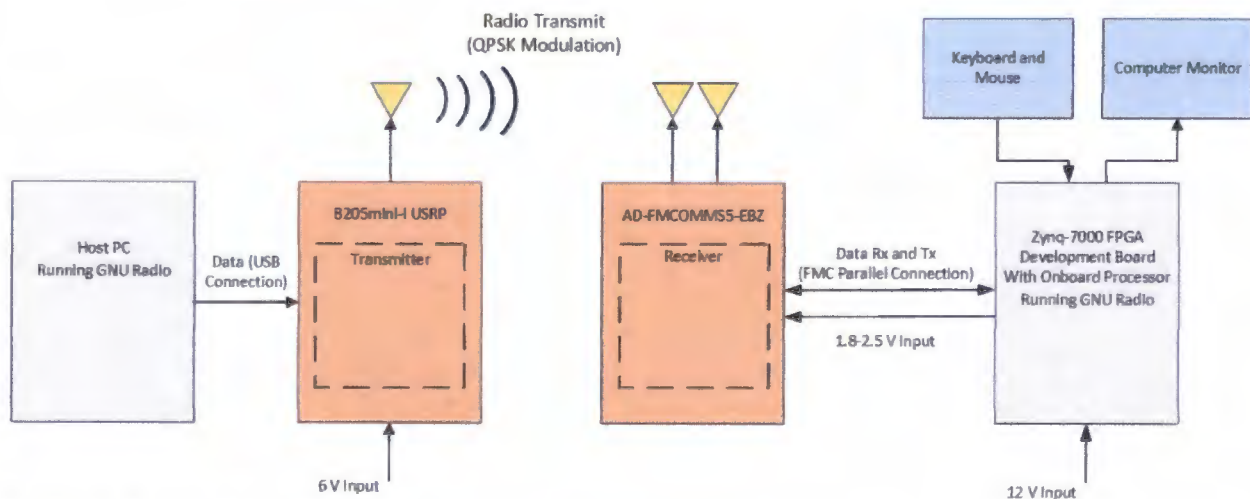 Radio Transmit
(QPSK Modulation)
Keyboard and
Mouse
Computer Monitor
Host PC
Running GNU Radio
Data (USB
Connection)
B205mini-i USRP
Transmitter
6 V Input
AD-FMCOMMS5-EBZ
Receiver
Data Rx and Tx
(FMC Parallel Connection)
1.8-2.5 V Input
Zynq-7000 FPGA
Development Board
With Onboard Processor
Running GNU Radio
12 V Input